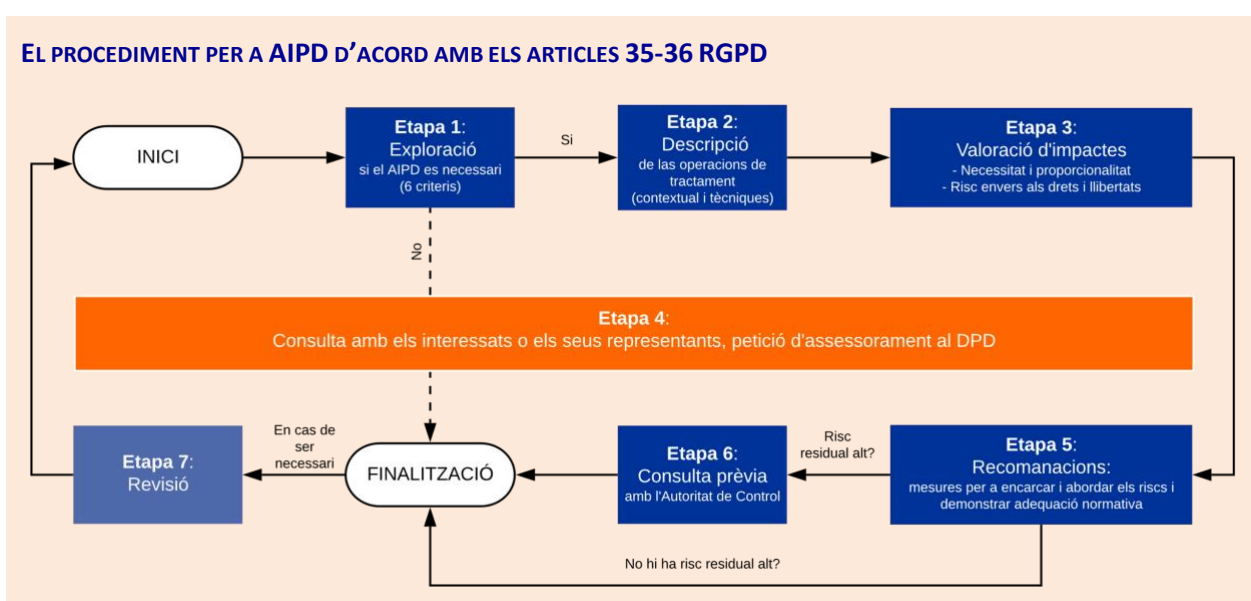 EL PROCEDIMENT PER A AIPD D'ACORD AMB ELS ARTICLES 35-36 RGPD
INICI
Etapa 1:
Exploració
si el AIPD es necessari
(6 criteris)
Si
Etapa 2:
Descripció
de las operacions de
tractament
(contextual i tècniques)
Etapa 3:
Valoració d'impactes
- Necessitat i proporcionalitat
- Risc envers als drets i llibertats
No
Etapa 4:
Consulta amb els interessats o els seus representants, petició d'assessorament al DPD
Etapa 7:
Revisió
En cas de
ser
necessari
FINALITZACIÓ
Etapa 6:
Consulta prèvia
amb l'Autoritat de Control
Risc
residual alt?
Etapa 5:
Recomanacions:
mesures per a encarcar i abordar els riscs i
demonstrar adequació normativa
No hi ha risc residual alt?